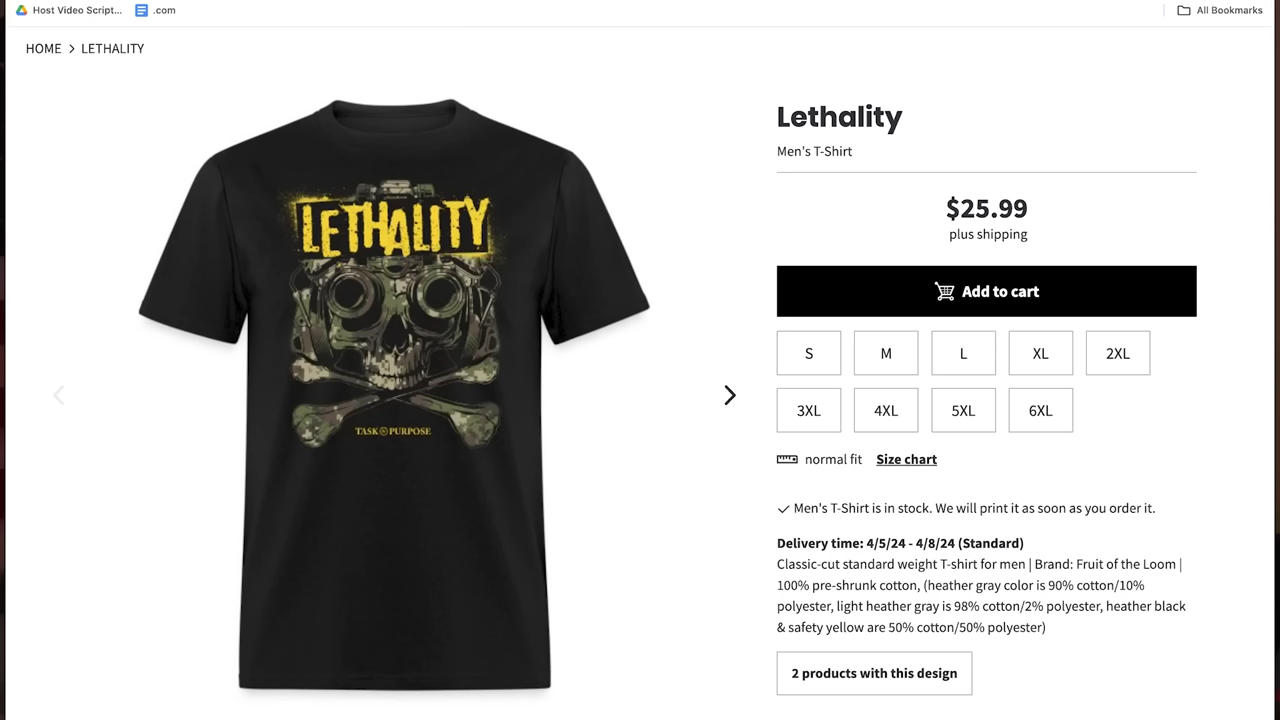 Host Video Script...
.com
All Bookmarks
HOME > LETHALITY
LETHALITY
TASK & PURPOSE
Lethality
Men's T-Shirt
$25.99
plus shipping
Add to cart
S
M
L
XL
2XL
3XL
4XL
5XL
6XL
normal fit Size chart
Men's T-Shirt is in stock. We will print it as soon as you order it.
Delivery time: 4/5/24 - 4/8/24 (Standard)
Classic-cut standard weight T-shirt for men | Brand: Fruit of the Loom |
100% pre-shrunk cotton, (heather gray color is 90% cotton/10%
polyester, light heather gray is 98% cotton/2% polyester, heather black
& safety yellow are 50% cotton/50% polyester)
2 products with this design